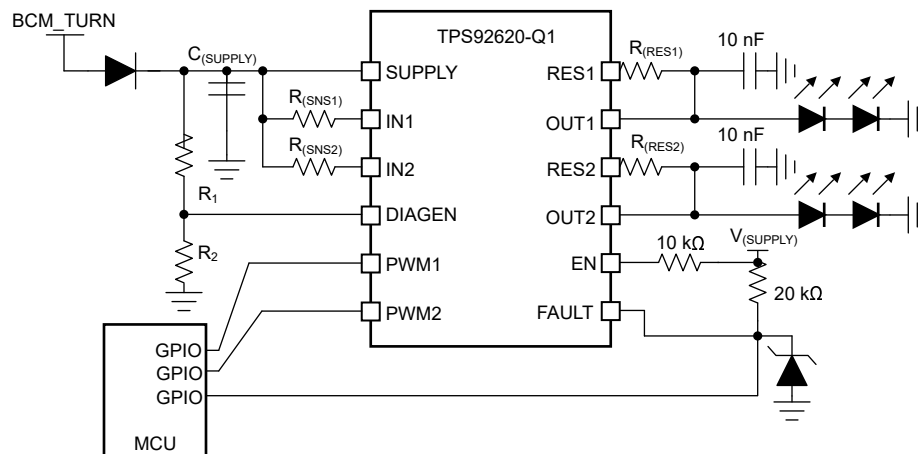 BCM_TURN
C(SUPPLY)
TPS92620-Q1
SUPPLY
RES1
R(RES1)
10 nF
R(SNS1)
IN1
OUT1
R(SNS2)
IN2
RES2
R(RES2)
10 nF
R1
DIAGEN
OUT2
R2
PWM1
EN
10 kΩ
V(SUPPLY)
20 kΩ
PWM2
FAULT
GPIO
GPIO
GPIO
MCU